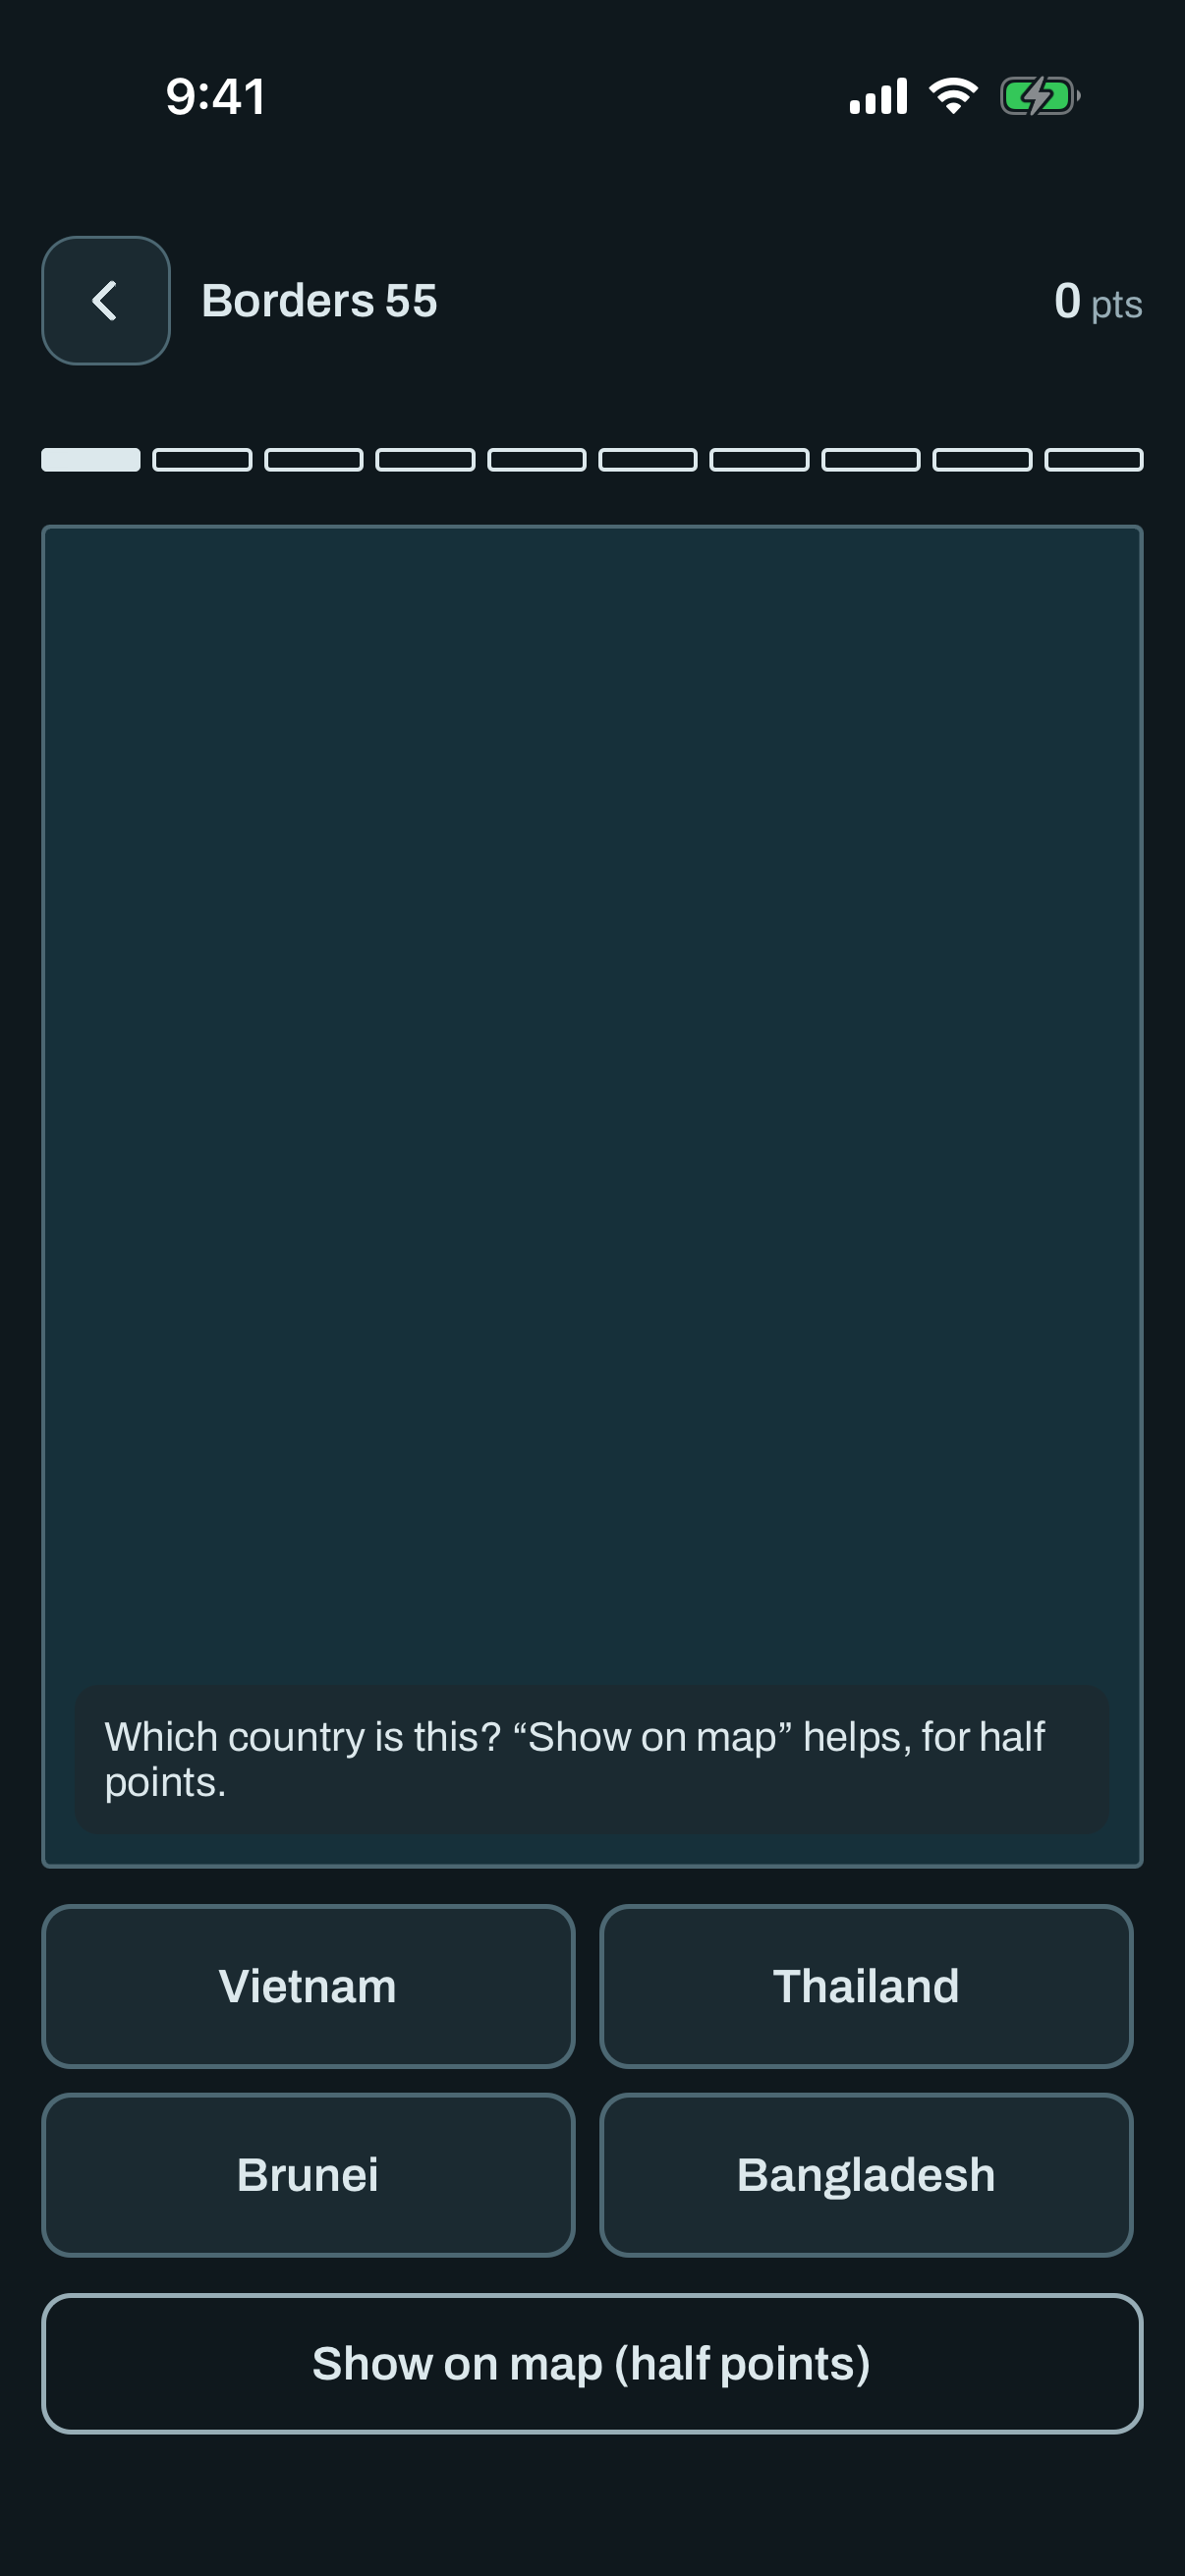 9:41
Borders 55
0 pts
Which country is this? “Show on map” helps, for half
points.
Vietnam
Thailand
Brunei
Bangladesh
Show on map (half points)